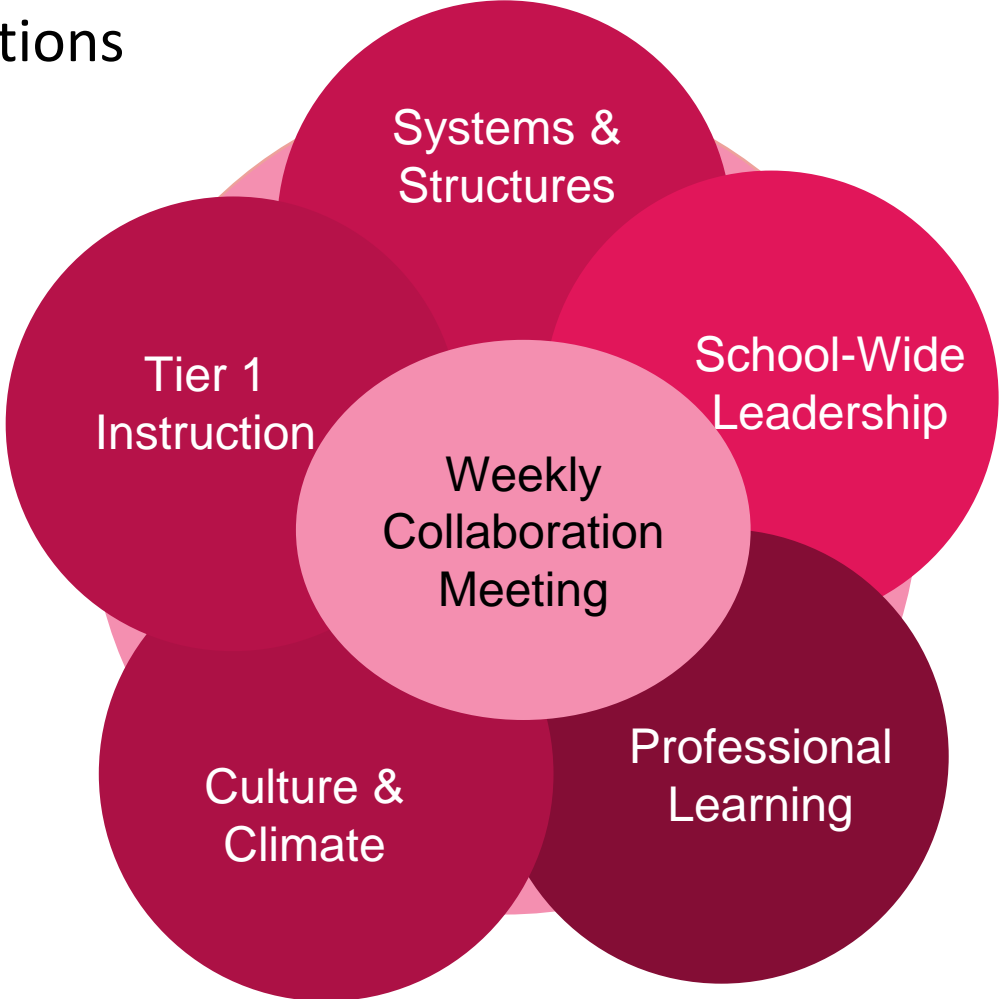 tions
Systems &
Structures
School-Wide
Leadership
Tier 1
Instruction
Weekly
Collaboration
Meeting
Professional
Learning
Culture &
Climate